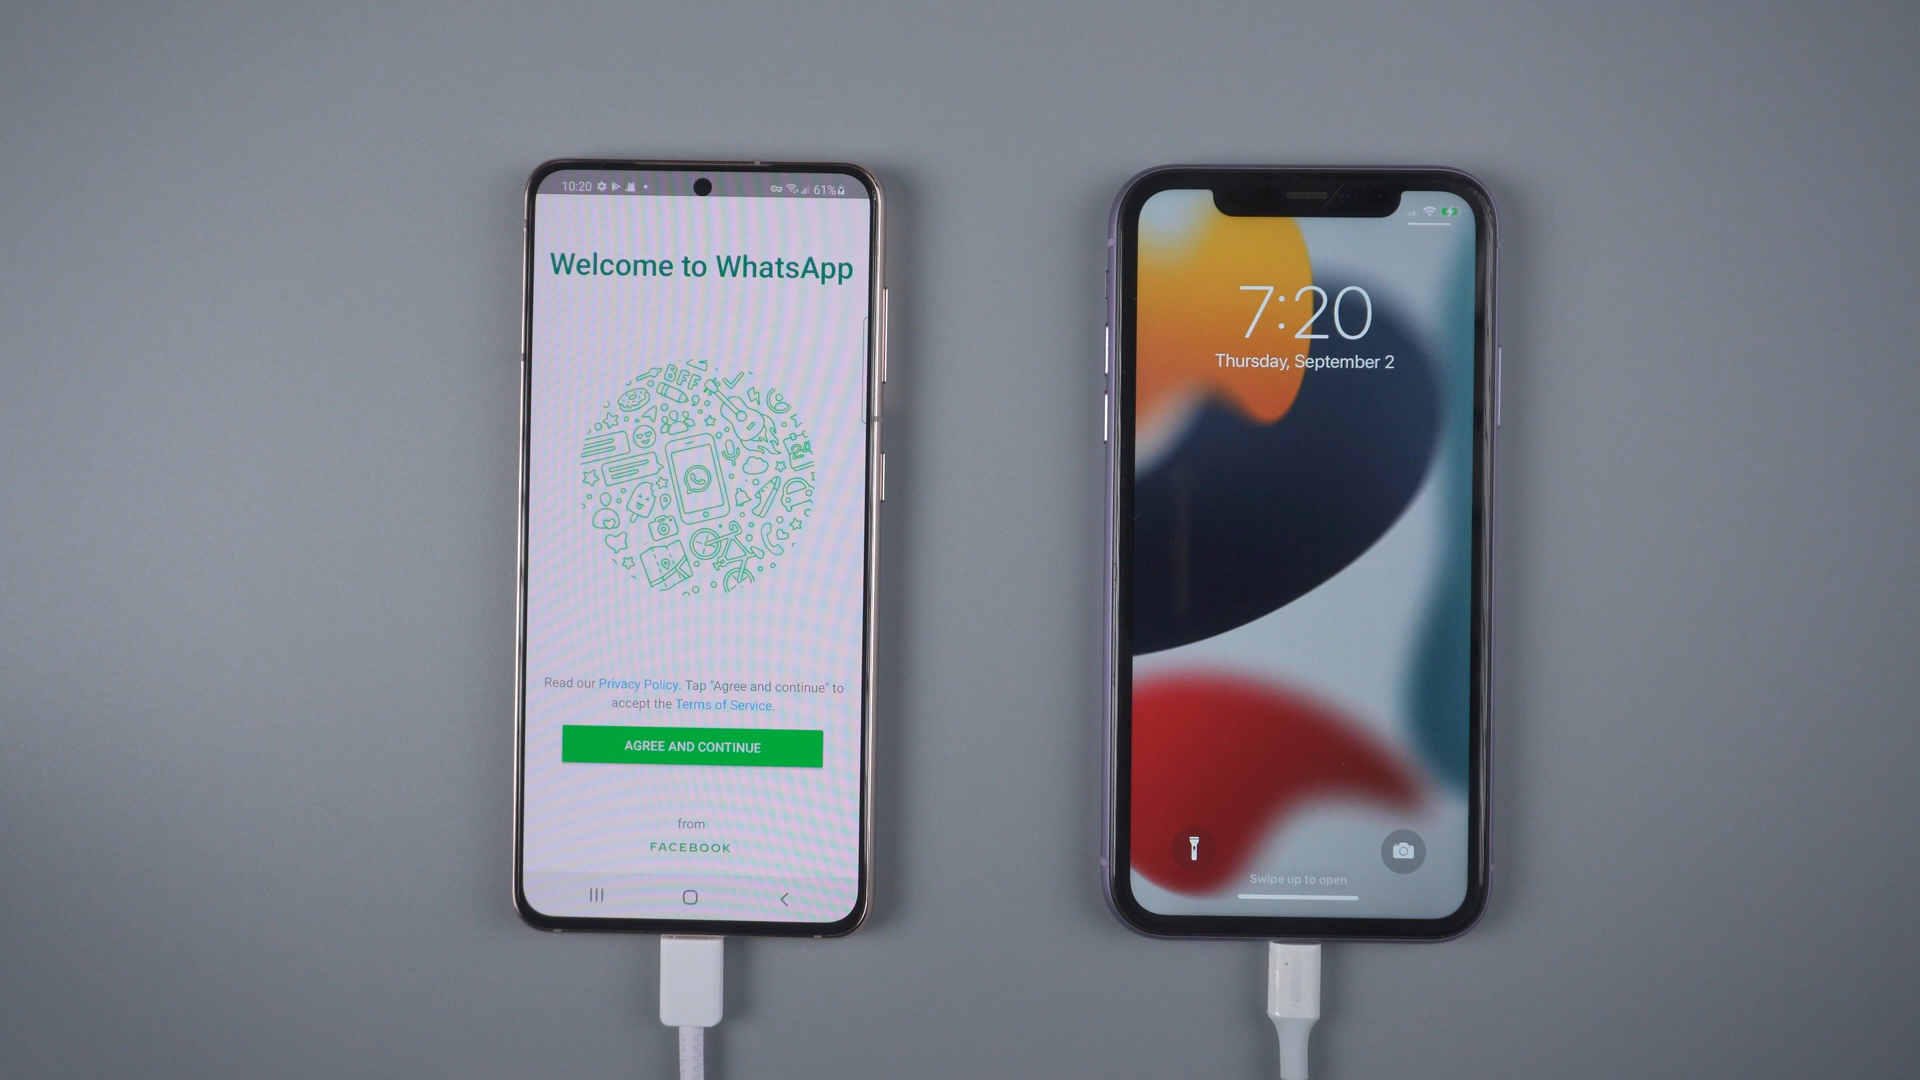 10:20
61%
Welcome to WhatsApp
BFF
Read our Privacy Policy. Tap "Agree and continue" to
accept the Terms of Service.
AGREE AND CONTINUE
from
FACEBOOK
7:20
Thursday, September 2
Swipe up to open